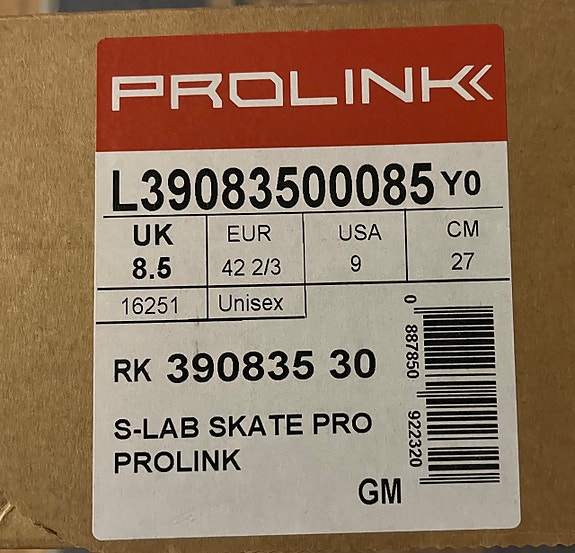 PROLINK
L39083500085 Y0
UK EUR USA CM
8.5 42 2/3 9 27
16251 Unisex
RK 390835 30
S-LAB SKATE PRO
PROLINK
GM
0 887850 922320